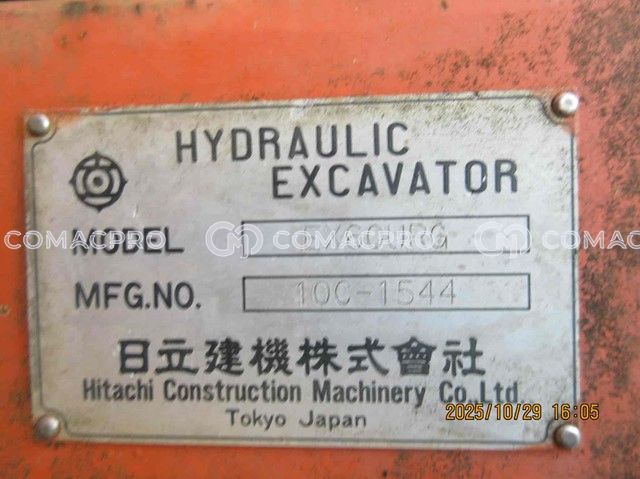 HYDRAULIC
EXCAVATOR
MODEL
MFG.NO. 10C-1544
日立建機株式會社
Hitachi Construction Machinery Co.,Ltd.
Tokyo Japan
2025/10/29 16:05
COMACPRO COMACPRO COMACPRO